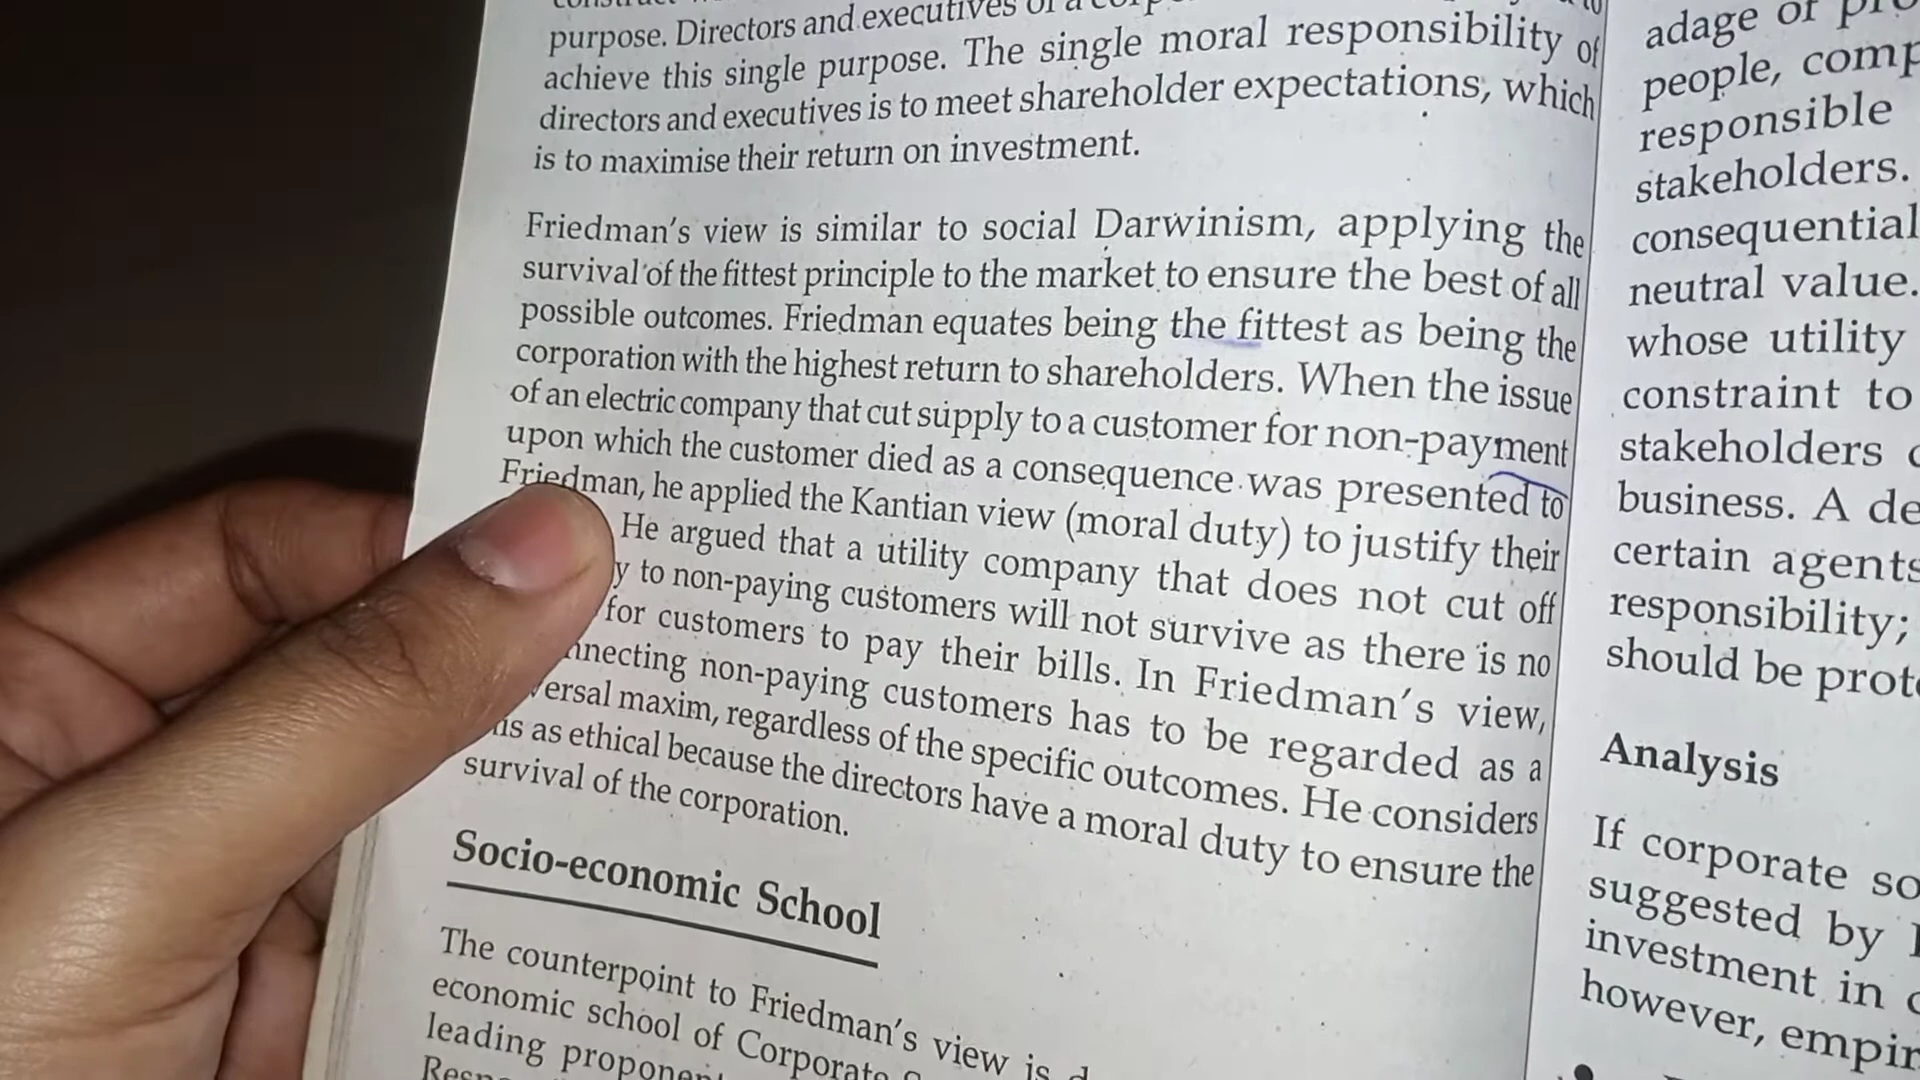 purpose. Directors and executives of a
achieve this single purpose. The single moral responsibility of
directors and executives is to meet shareholder expectations, which
is to maximise their return on investment.
Friedman's view is similar to social Darwinism, applying the
survival of the fittest principle to the market to ensure the best of all
possible outcomes. Friedman equates being the fittest as being the
corporation with the highest return to shareholders. When the issue
of an electric company that cut supply to a customer for non-payment
upon which the customer died as a consequence was presented to
Friedman, he applied the Kantian view (moral duty) to justify their
He argued that a utility company that does not cut off
to non-paying customers will not survive as there is no
for customers to pay their bills. In Friedman's view,
non-paying customers has to be regarded as a
maxim, regardless of the specific outcomes. He considers
as ethical because the directors have a moral duty to ensure the
survival of the corporation.
Socio-economic School
The counterpoint to Friedman's view is
economic school of Corporate
leading
adage of
people,
responsible
stakeholders.
consequential
neutral value.
whose utility
constraint to
stakeholders
business. A
certain agents
responsibility;
should be
Analysis
If corporate
suggested by
investment in
however,